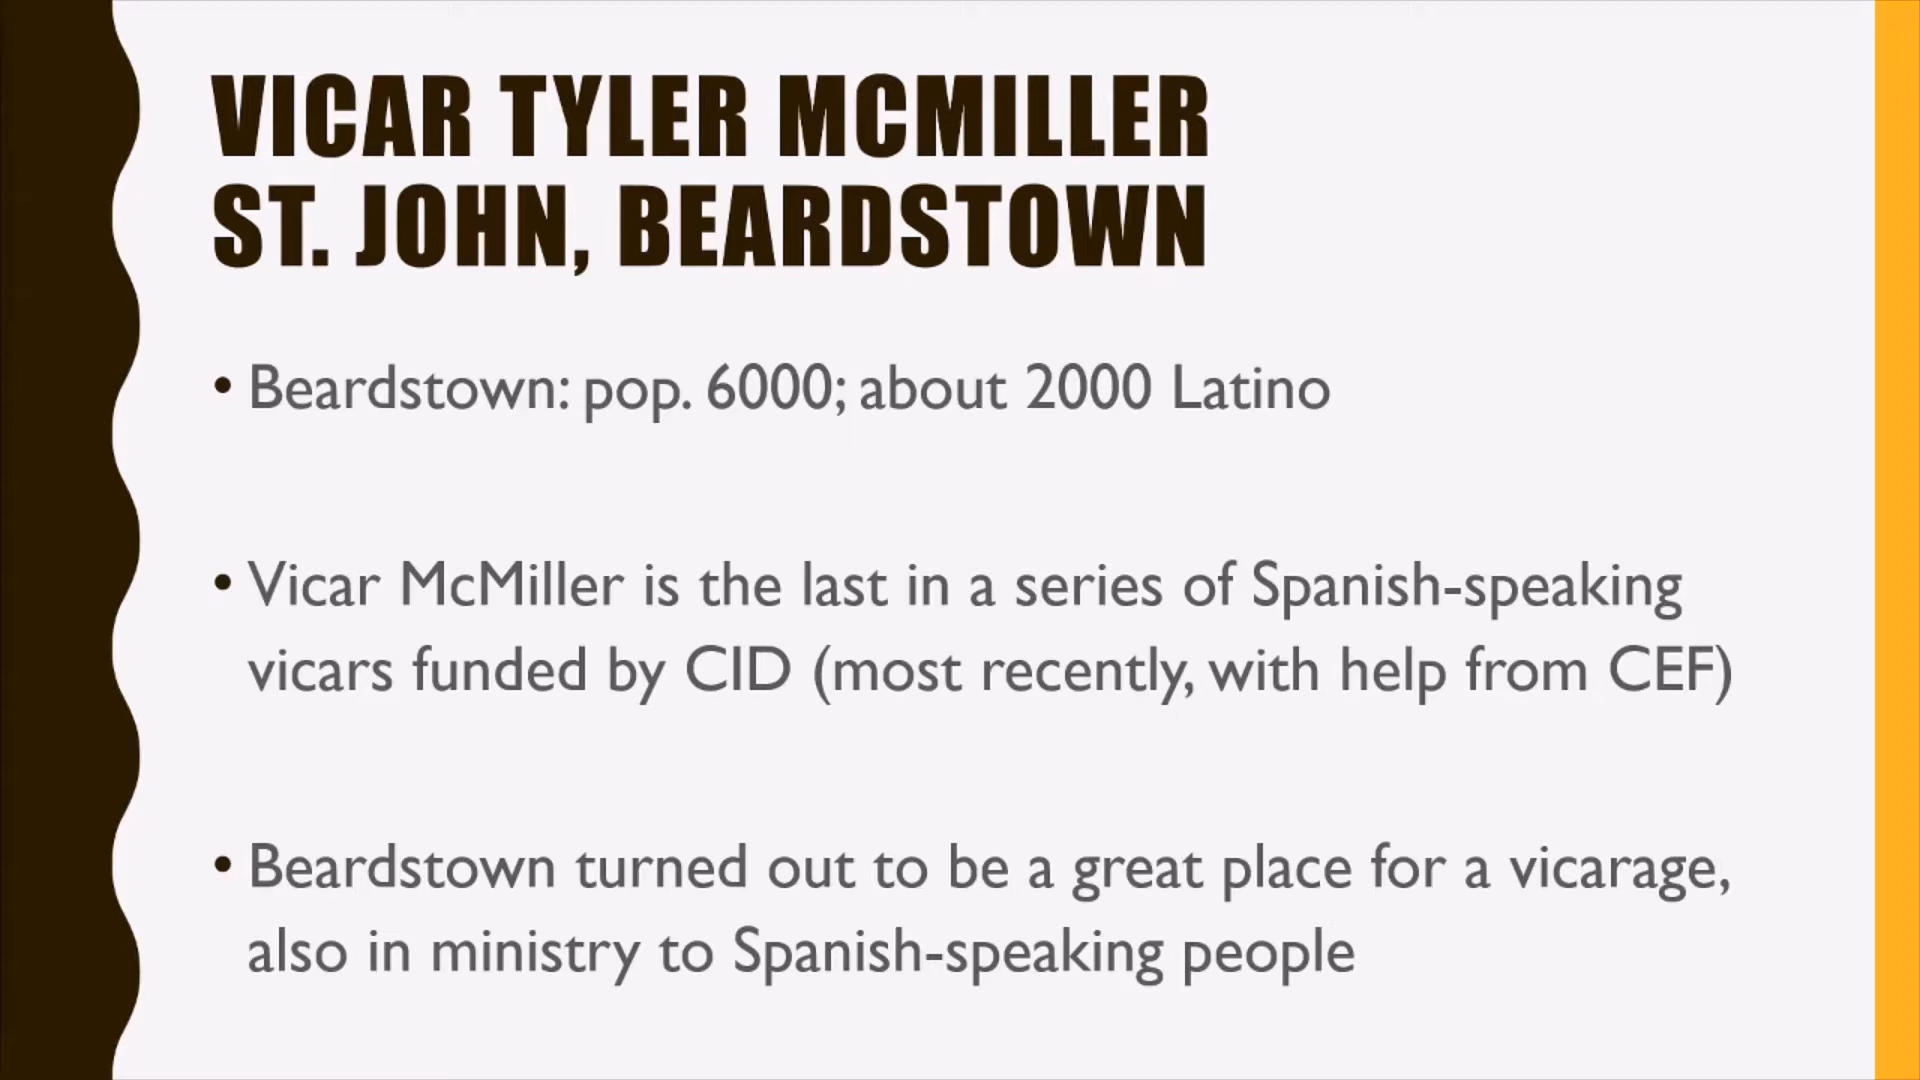 VICAR TYLER MCMILLER
ST. JOHN, BEARDSTOWN
• Beardstown: pop. 6000; about 2000 Latino
• Vicar McMiller is the last in a series of Spanish-speaking
vicars funded by CID (most recently, with help from CEF)
• Beardstown turned out to be a great place for a vicarage,
also in ministry to Spanish-speaking people